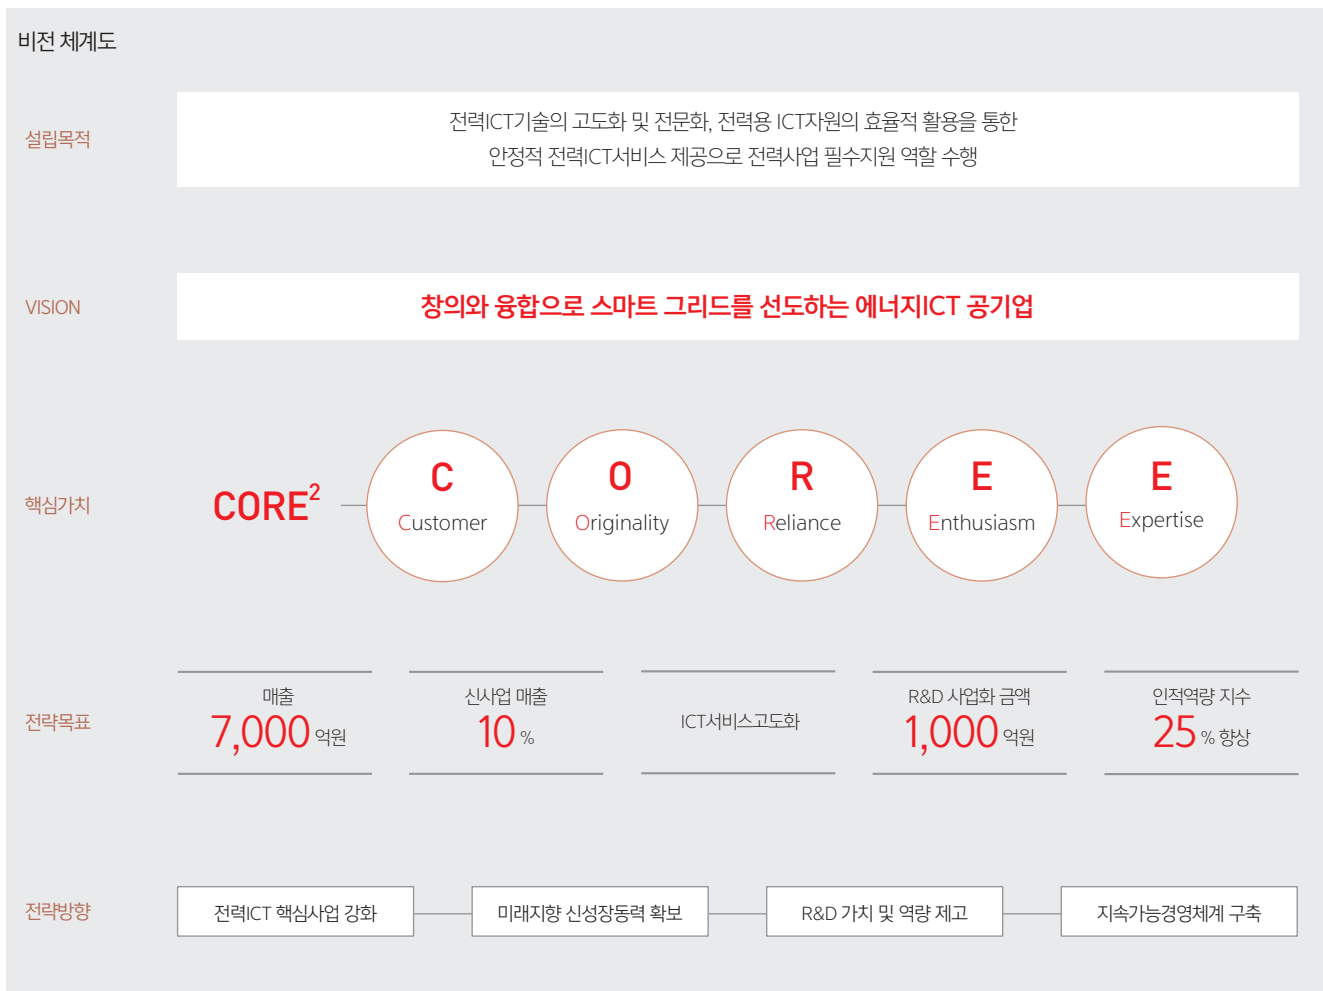 비전 체계도
설립목적
전력ICT기술의 고도화 및 전문화, 전력용 ICT자원의 효율적 활용을 통한
안정적 전력ICT서비스 제공으로 전력사업 필수지원 역할 수행
VISION
창의와 융합으로 스마트 그리드를 선도하는 에너지ICT 공기업
핵심가치
CORE²
C
Customer
O
Originality
R
Reliance
E
Enthusiasm
E
Expertise
전략목표
매출
7,000 억원
신사업 매출
10 %
ICT서비스고도화
R&D 사업화 금액
1,000 억원
인적역량 지수
25 % 향상
전략방향
전력ICT 핵심사업 강화
미래지향 신성장동력 확보
R&D 가치 및 역량 제고
지속가능경영체계 구축